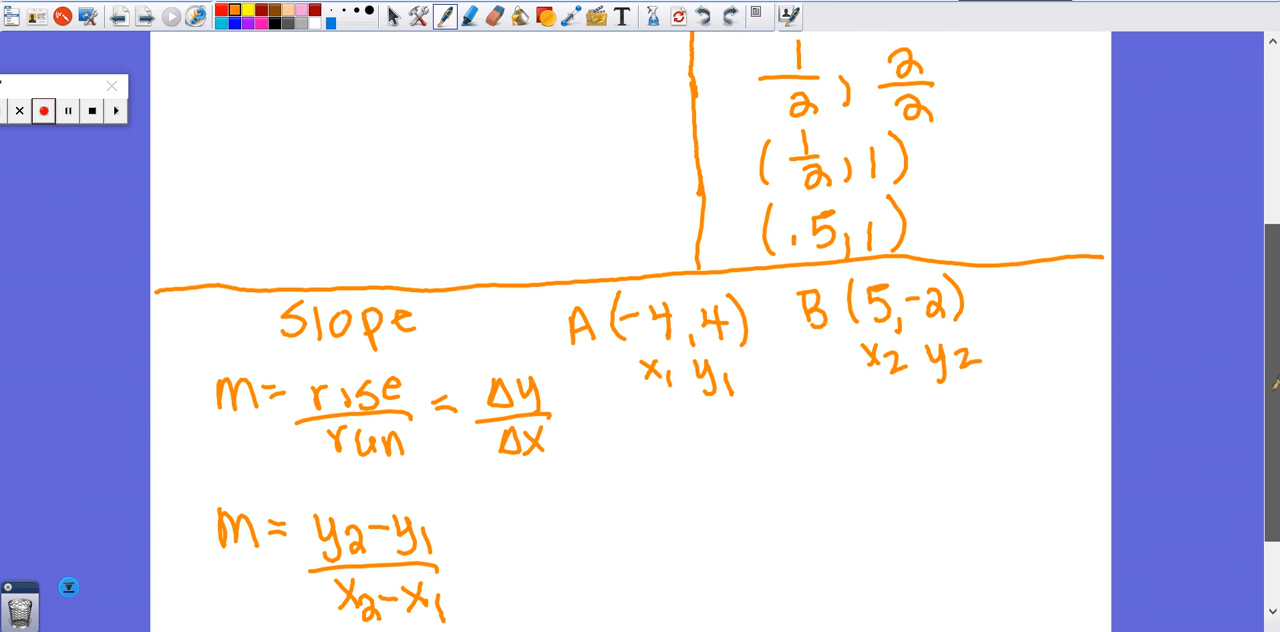 1/2 , 2/2
(1/2, 1)
(.5, 1)
Slope
A (-4, 4) B (5, -2)
x₁ y₁ x₂ y₂
m = rise/run = Δy/Δx
m = y₂-y₁/x₂-x₁